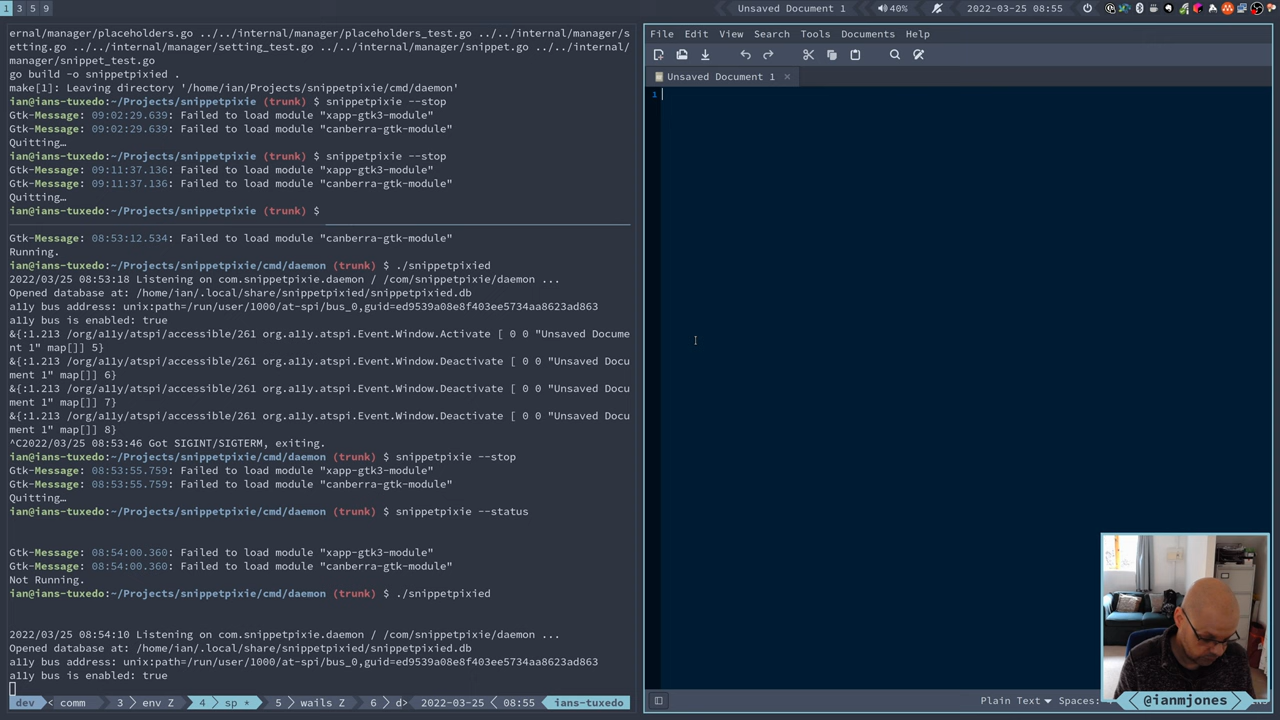 1 3 5 9
Unsaved Document 1
40%
2022-03-25 08:55
ernal/manager/placeholders.go ../../internal/manager/placeholders_test.go ../../internal/manager/s
etting.go ../../internal/manager/setting_test.go ../../internal/manager/snippet.go ../../internal/
manager/snippet_test.go
go build -o snippetpixied .
make[1]: Leaving directory '/home/ian/Projects/snippetpixie/cmd/daemon'
ian@ians-tuxedo:~/Projects/snippetpixie (trunk) $ snippetpixie --stop
Gtk-Message: 09:02:29.639: Failed to load module "xapp-gtk3-module"
Gtk-Message: 09:02:29.639: Failed to load module "canberra-gtk-module"
Quitting…
ian@ians-tuxedo:~/Projects/snippetpixie (trunk) $ snippetpixie --stop
Gtk-Message: 09:11:37.136: Failed to load module "xapp-gtk3-module"
Gtk-Message: 09:11:37.136: Failed to load module "canberra-gtk-module"
Quitting…
ian@ians-tuxedo:~/Projects/snippetpixie (trunk) $
Gtk-Message: 08:53:12.534: Failed to load module "canberra-gtk-module"
Running.
ian@ians-tuxedo:~/Projects/snippetpixie/cmd/daemon (trunk) $ ./snippetpixied
2022/03/25 08:53:18 Listening on com.snippetpixie.daemon / /com/snippetpixie/daemon ...
Opened database at: /home/ian/.local/share/snippetpixied/snippetpixied.db
a11y bus address: unix:path=/run/user/1000/at-spi/bus_0,guid=ed9539a08e8f403ee5734aa8623ad863
a11y bus is enabled: true
&{:1.213 /org/a11y/atspi/accessible/261 org.a11y.atspi.Event.Window.Activate [ 0 0 "Unsaved Docume
nt 1" map[]] 5}
&{:1.213 /org/a11y/atspi/accessible/261 org.a11y.atspi.Event.Window.Deactivate [ 0 0 "Unsaved Docu
ment 1" map[]] 6}
&{:1.213 /org/a11y/atspi/accessible/261 org.a11y.atspi.Event.Window.Deactivate [ 0 0 "Unsaved Docu
ment 1" map[]] 7}
&{:1.213 /org/a11y/atspi/accessible/261 org.a11y.atspi.Event.Window.Deactivate [ 0 0 "Unsaved Docu
ment 1" map[]] 8}
^C2022/03/25 08:53:46 Got SIGINT/SIGTERM, exiting.
ian@ians-tuxedo:~/Projects/snippetpixie/cmd/daemon (trunk) $ snippetpixie --stop
Gtk-Message: 08:53:55.759: Failed to load module "xapp-gtk3-module"
Gtk-Message: 08:53:55.759: Failed to load module "canberra-gtk-module"
Quitting…
ian@ians-tuxedo:~/Projects/snippetpixie/cmd/daemon (trunk) $ snippetpixie --status
Gtk-Message: 08:54:00.360: Failed to load module "xapp-gtk3-module"
Gtk-Message: 08:54:00.360: Failed to load module "canberra-gtk-module"
Not Running.
ian@ians-tuxedo:~/Projects/snippetpixie/cmd/daemon (trunk) $ ./snippetpixied
2022/03/25 08:54:10 Listening on com.snippetpixie.daemon / /com/snippetpixie/daemon ...
Opened database at: /home/ian/.local/share/snippetpixied/snippetpixied.db
a11y bus address: unix:path=/run/user/1000/at-spi/bus_0,guid=ed9539a08e8f403ee5734aa8623ad863
a11y bus is enabled: true
dev < comm 3 > env Z 4 > sp * 5 > wails Z 6 > d> 2022-03-25 < 08:55 ians-tuxedo
File Edit View Search Tools Documents Help
Unsaved Document 1 ×
1
Plain Text Spaces:
@ianmjones